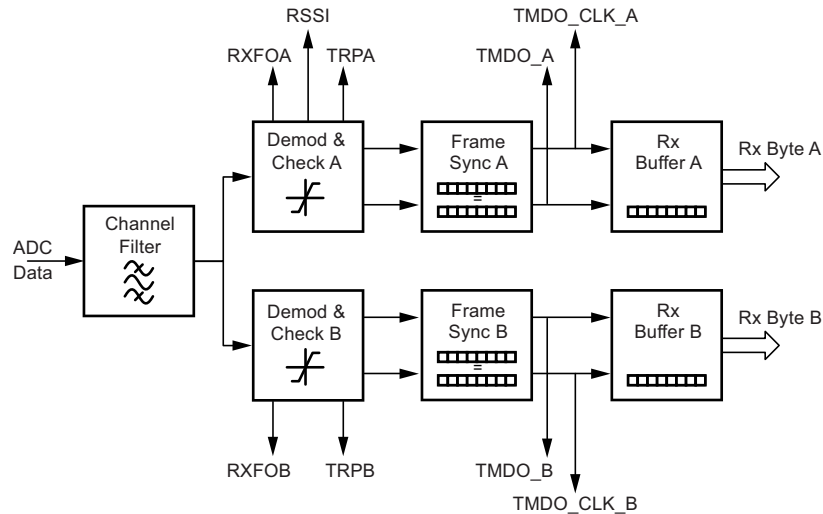 RSSI
TMDO_CLK_A
RXFOA
TRPA
TMDO_A
Demod &
Check A
Frame
Sync A
=
Rx
Buffer A
Rx Byte A
Channel
Filter
ADC
Data
Demod &
Check B
Frame
Sync B
=
Rx
Buffer B
Rx Byte B
RXFOB
TRPB
TMDO_B
TMDO_CLK_B